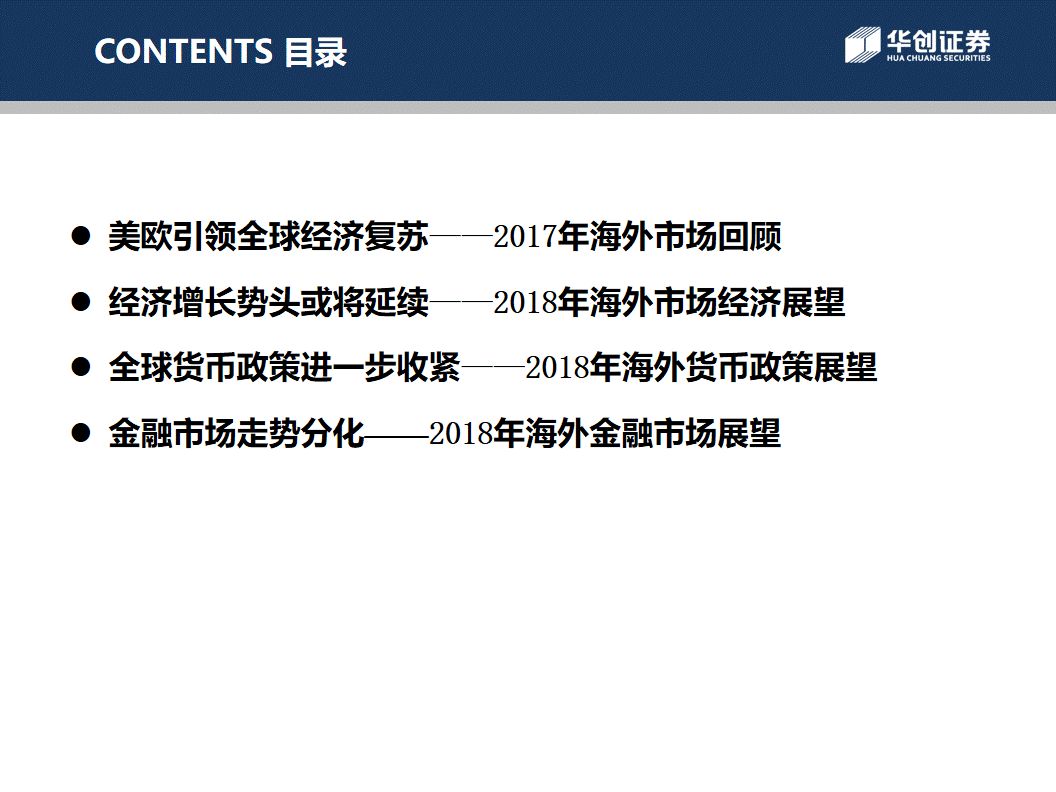 CONTENTS 目录
华创证券
HUA CHUANG SECURITIES
● 美欧引领全球经济复苏——2017年海外市场回顾
● 经济增长势头或将延续——2018年海外市场经济展望
● 全球货币政策进一步收紧——2018年海外货币政策展望
● 金融市场走势分化——2018年海外金融市场展望